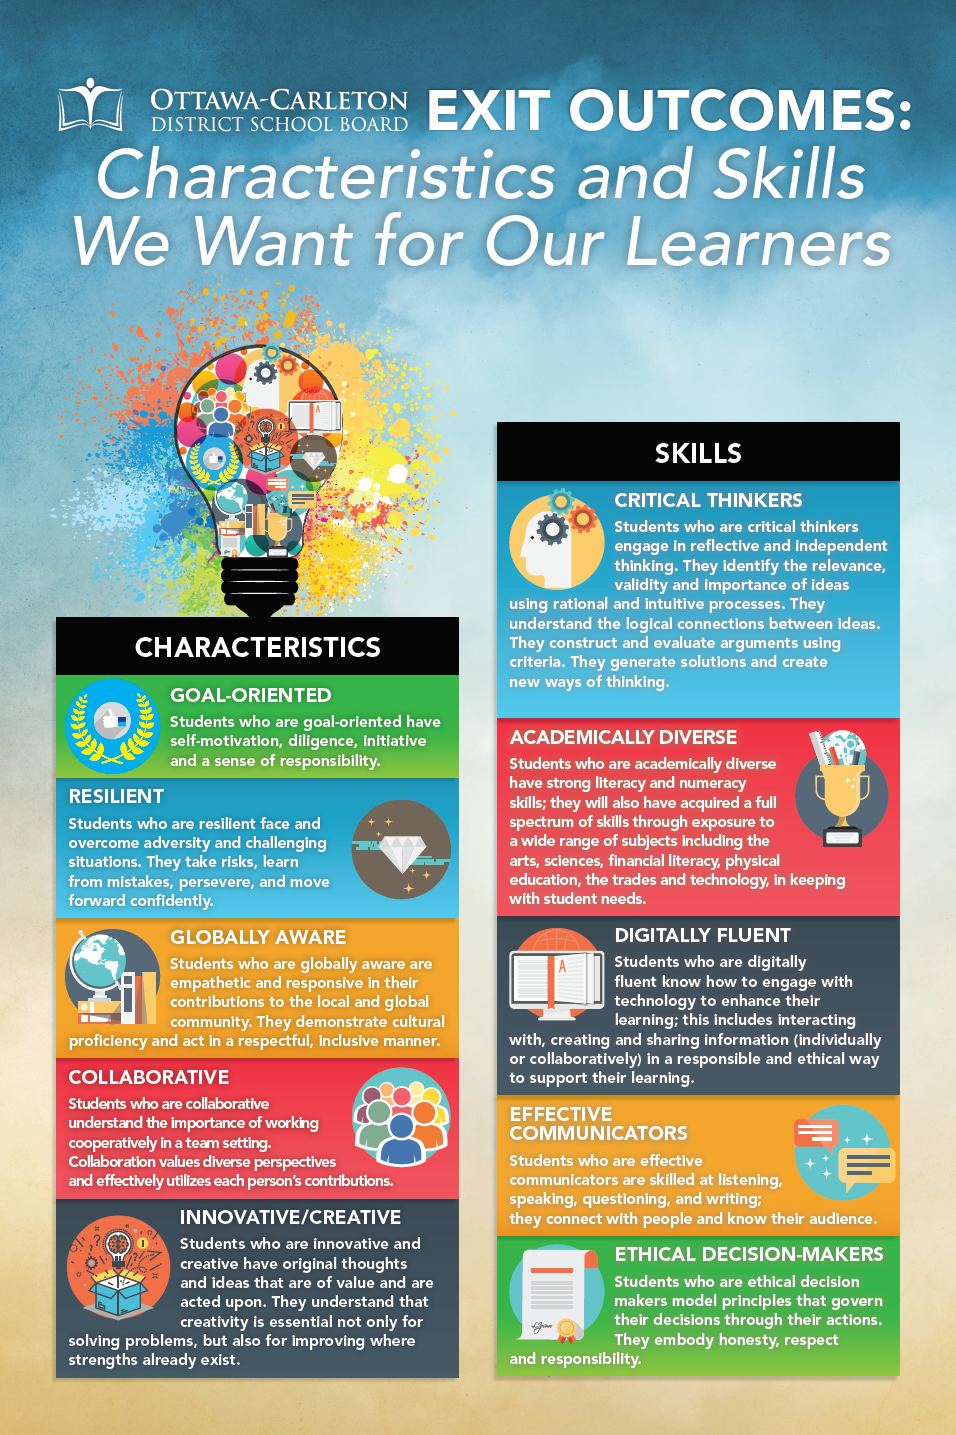 OTTAWA-CARLETON
DISTRICT SCHOOL BOARD
EXIT OUTCOMES:
Characteristics and Skills
We Want for Our Learners
CHARACTERISTICS
GOAL-ORIENTED
Students who are goal-oriented have
self-motivation, diligence, initiative
and a sense of responsibility.
RESILIENT
Students who are resilient face and
overcome adversity and challenging
situations. They take risks, learn
from mistakes, persevere, and move
forward confidently.
GLOBALLY AWARE
Students who are globally aware are
empathetic and responsive in their
contributions to the local and global
community. They demonstrate cultural
proficiency and act in a respectful, inclusive manner.
COLLABORATIVE
Students who are collaborative
understand the importance of working
cooperatively in a team setting.
Collaboration values diverse perspectives
and effectively utilizes each person's contributions.
INNOVATIVE/CREATIVE
Students who are innovative and
creative have original thoughts
and ideas that are of value and are
acted upon. They understand that
creativity is essential not only for
solving problems, but also for improving where
strengths already exist.
SKILLS
CRITICAL THINKERS
Students who are critical thinkers
engage in reflective and independent
thinking. They identify the relevance,
validity and importance of ideas
using rational and intuitive processes. They
understand the logical connections between ideas.
They construct and evaluate arguments using
criteria. They generate solutions and create
new ways of thinking.
ACADEMICALLY DIVERSE
Students who are academically diverse
have strong literacy and numeracy
skills; they will also have acquired a full
spectrum of skills through exposure to
a wide range of subjects including the
arts, sciences, financial literacy, physical
education, the trades and technology, in keeping
with student needs.
DIGITALLY FLUENT
A
Students who are digitally
fluent know how to engage with
technology to enhance their
learning; this includes interacting
with, creating and sharing information (individually
or collaboratively) in a responsible and ethical way
to support their learning.
EFFECTIVE
COMMUNICATORS
Students who are effective
communicators are skilled at listening,
speaking, questioning, and writing;
they connect with people and know their audience.
ETHICAL DECISION-MAKERS
Students who are ethical decision
makers model principles that govern
their decisions through their actions.
They embody honesty, respect
and responsibility.